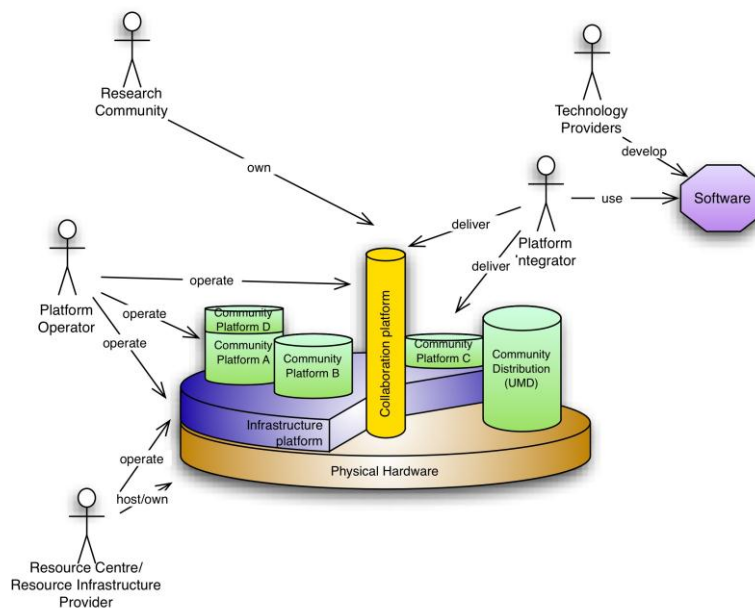 Research
Community
Technology
Providers
own
develop
Software
use
deliver
Platform
Integrator
deliver
Platform
Operator
operate
operate
operate
Collaboration platform
Community
Platform D
Community
Platform A
Community
Platform B
Community
Platform C
Community
Distribution
(UMD)
Infrastructure
platform
Physical Hardware
operate
host/own
Resource Centre/
Resource Infrastructure
Provider